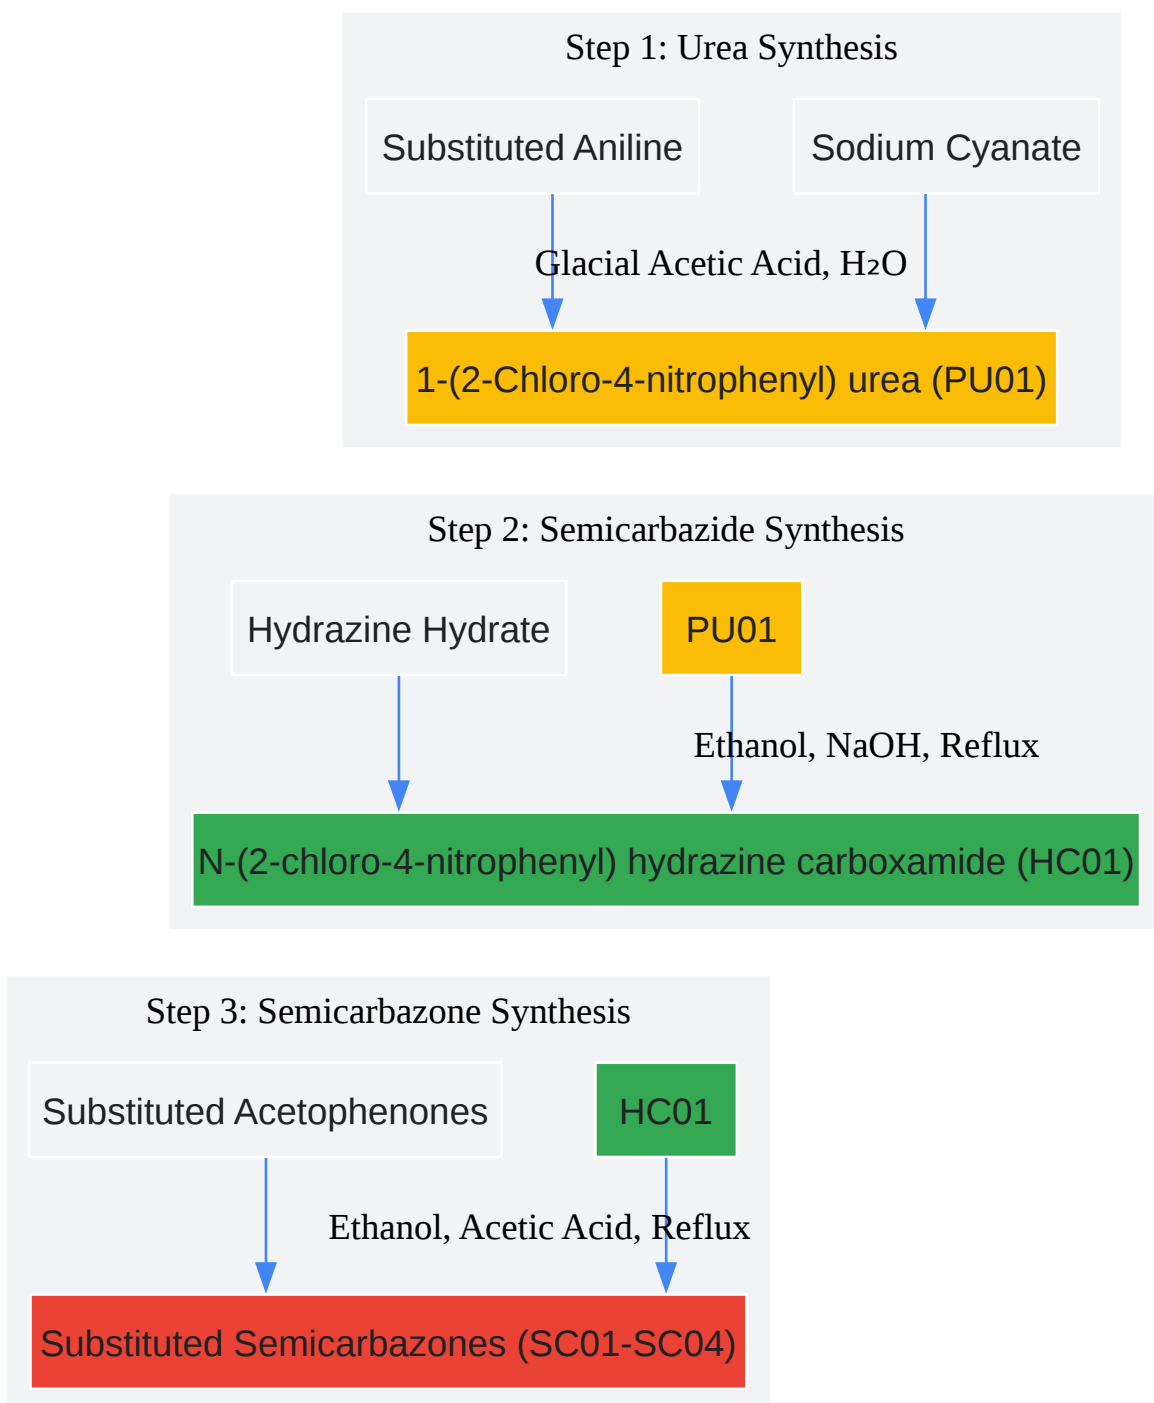 Step 1: Urea Synthesis
Substituted Aniline
Sodium Cyanate
Glacial Acetic Acid, H₂O
1-(2-Chloro-4-nitrophenyl) urea (PU01)
Step 2: Semicarbazide Synthesis
Hydrazine Hydrate
PU01
Ethanol, NaOH, Reflux
N-(2-chloro-4-nitrophenyl) hydrazine carboxamide (HC01)
Step 3: Semicarbazone Synthesis
Substituted Acetophenones
HC01
Ethanol, Acetic Acid, Reflux
Substituted Semicarbazones (SC01-SC04)